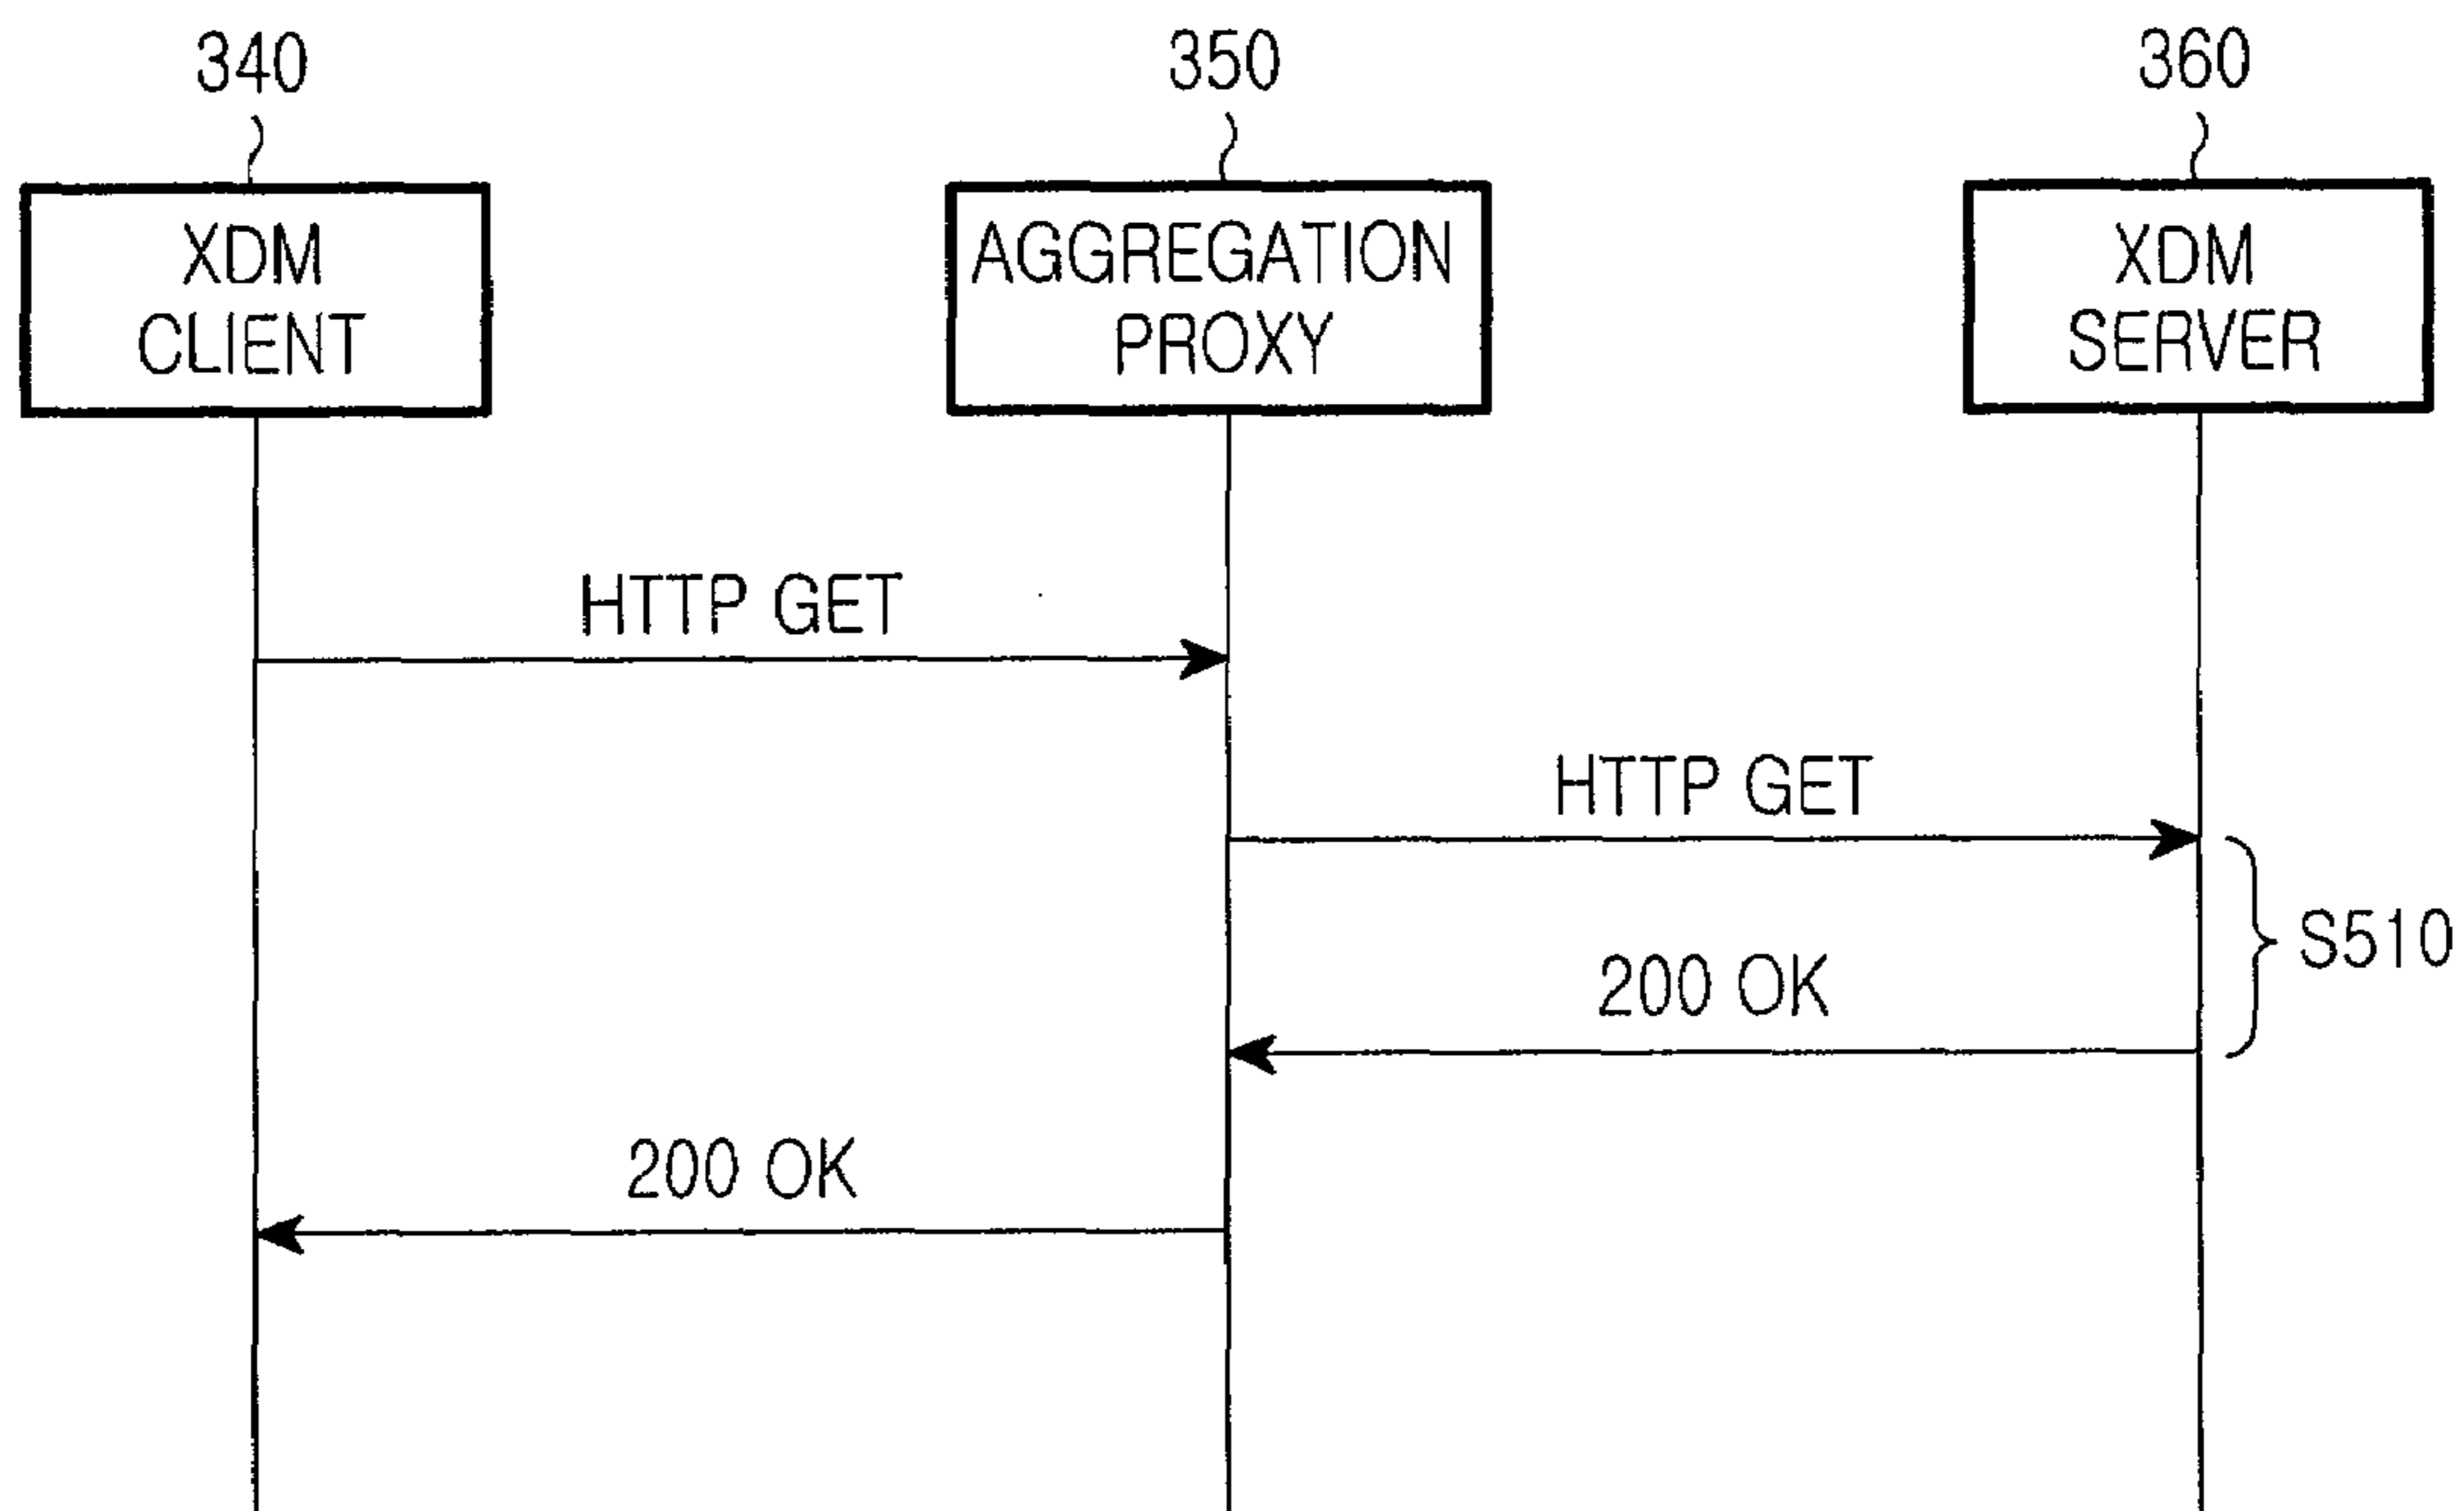 340
350
360
XDM
CLIENT
AGGREGATION
PROXY
XDM
SERVER
HTTP GET
HTTP GET
S510
200 OK
200 OK